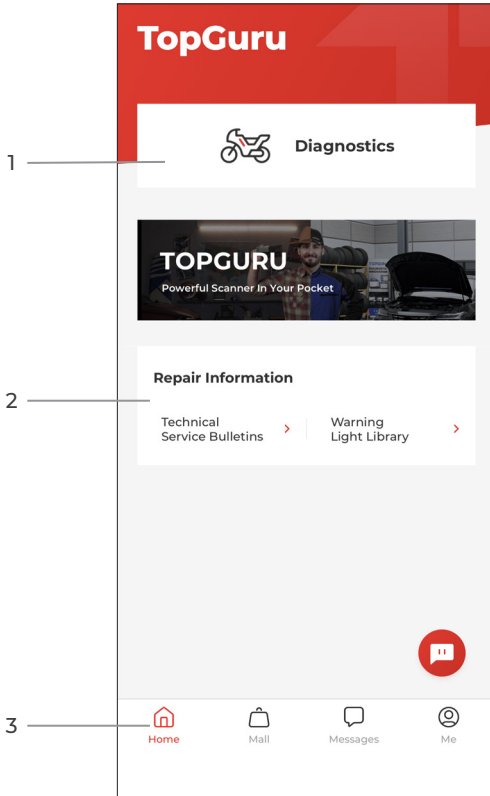 TopGuru
1
Diagnostics
TOPGURU
Powerful Scanner In Your Pocket
2
Repair Information
Technical
Service Bulletins
Warning
Light Library
3
Home
Mall
Messages
Me